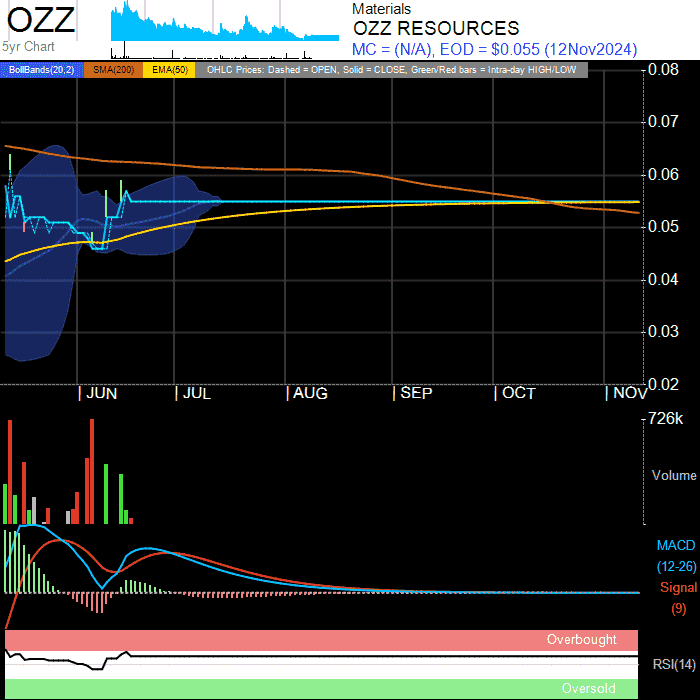 OZZ
5yr Chart
Materials
OZZ RESOURCES
MC = (N/A), EOD = $0.055 (12Nov2024)
BollBands(20,2) SMA(200) EMA(50) OHLC Prices: Dashed = OPEN, Solid = CLOSE, Green/Red bars = Intra-day HIGH/LOW
0.08
0.07
0.06
0.05
0.04
0.03
0.02
JUN JUL AUG SEP OCT NOV
726k
Volume
MACD
(12-26)
Signal
(9)
Overbought
RSI(14)
Oversold